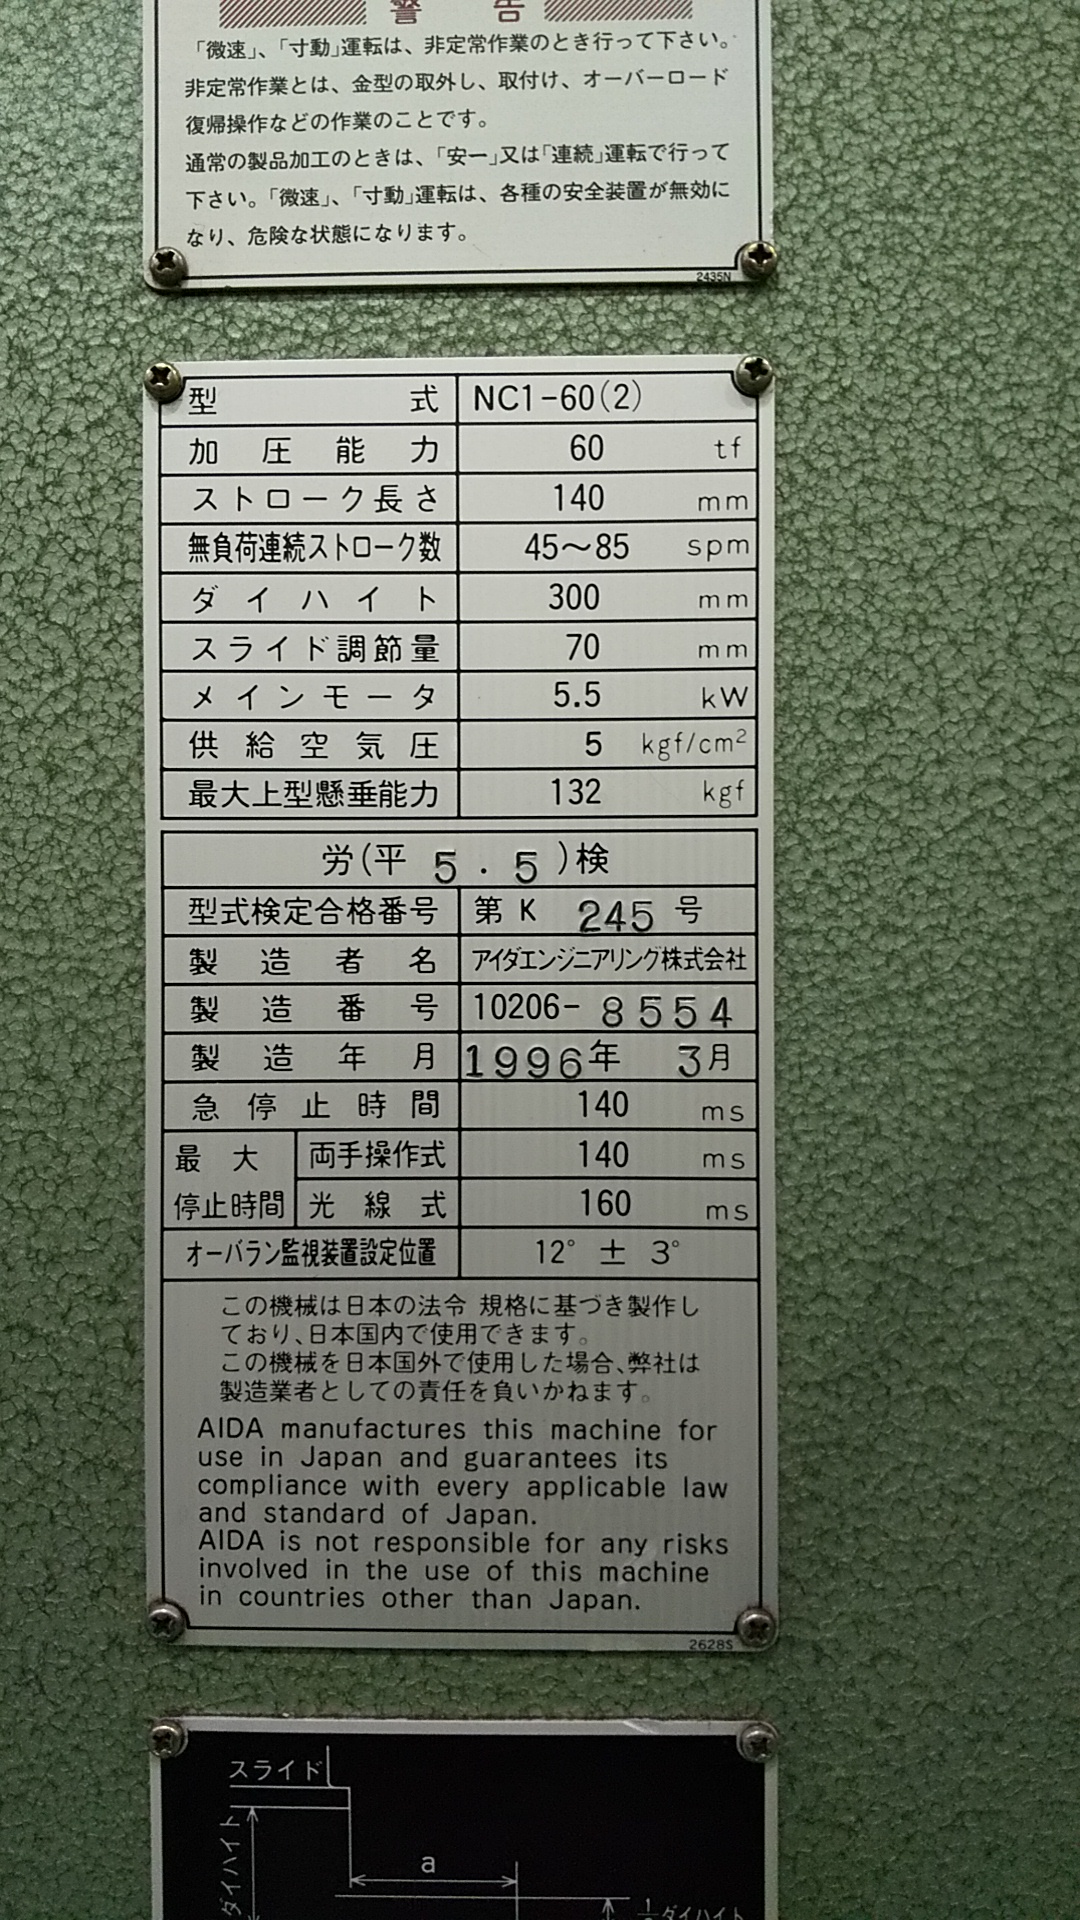 警 告
「微速」、「寸動」運転は、非定常作業のとき行って下さい。
非定常作業とは、金型の取外し、取付け、オーバーロード
復帰操作などの作業のことです。
通常の製品加工のときは、「安一」又は「連続」運転で行って
下さい。「微速」、「寸動」運転は、各種の安全装置が無効に
なり、危険な状態になります。
2435N
型式 NC1-60(2)
加圧能力 60 tf
ストローク長さ 140 mm
無負荷連続ストローク数 45～85 spm
ダイハイト 300 mm
スライド調節量 70 mm
メインモータ 5.5 kW
供給空気圧 5 kgf/cm²
最大上型懸垂能力 132 kgf
労(平 5.5)検
型式検定合格番号 第K 245号
製造者名 アイダエンジニアリング株式会社
製造番号 10206-8554
製造年月 1996年 3月
急停止時間 140 ms
最大停止時間 両手操作式 140 ms
光線式 160 ms
オーバラン監視装置設定位置 12° ± 3°
この機械は日本の法令 規格に基づき製作し
ており、日本国内で使用できます。
この機械を日本国外で使用した場合、弊社は
製造業者としての責任を負いかねます。
AIDA manufactures this machine for
use in Japan and guarantees its
compliance with every applicable law
and standard of Japan.
AIDA is not responsible for any risks
involved in the use of this machine
in countries other than Japan.
2628S
スライド
ダイハイト
a
ダイハイト